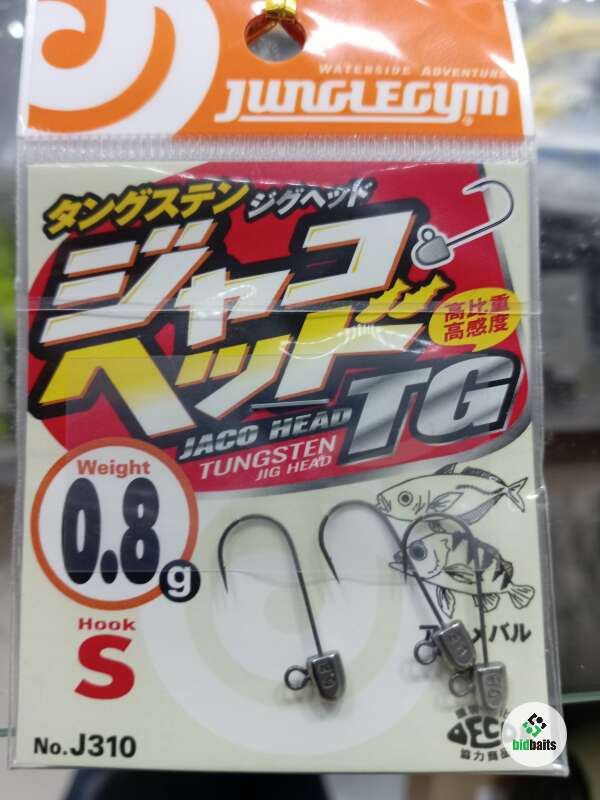 WATERSIDE ADVENTURE
JUNGLEGYM
タングステン ジグヘッド
ジャコ
ヘッド
高比重
高感度
TG
JACO HEAD
TUNGSTEN
JIG HEAD
Weight
0.8
g
Hook
S
メバル
No.J310
bidbaits